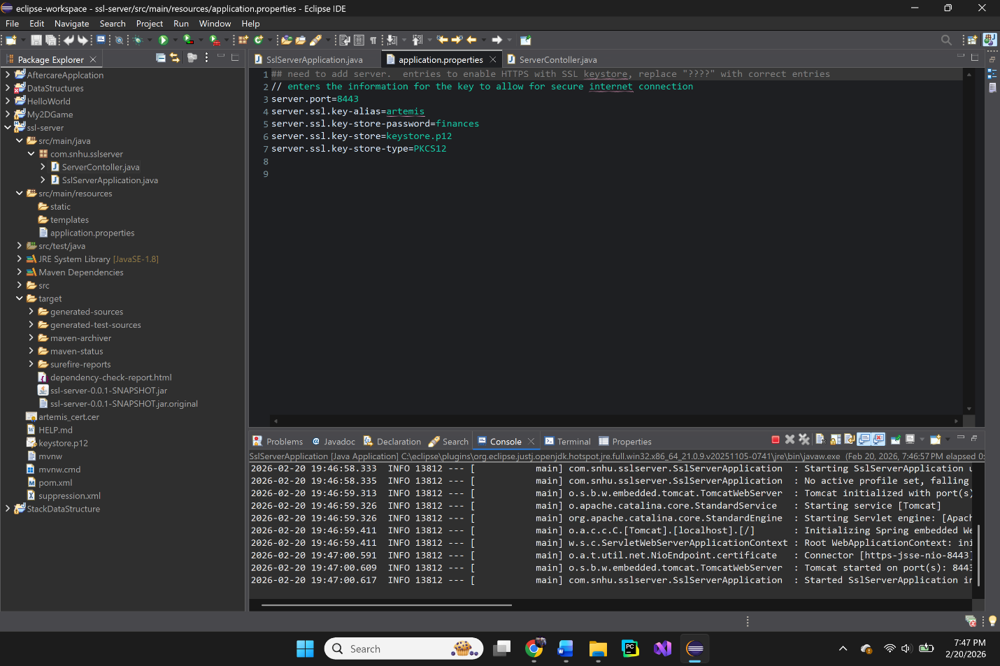 eclipse-workspace - ssl-server/src/main/resources/application.properties - Eclipse IDE
File Edit Navigate Search Project Run Window Help
Package Explorer
AftercareApplcation
DataStructures
HelloWorld
My2DGame
ssl-server
src/main/java
com.snhu.sslserver
ServerContoller.java
SslServerApplication.java
src/main/resources
static
templates
application.properties
src/test/java
JRE System Library [JavaSE-1.8]
Maven Dependencies
src
target
generated-sources
generated-test-sources
maven-archiver
maven-status
surefire-reports
dependency-check-report.html
ssl-server-0.0.1-SNAPSHOT.jar
ssl-server-0.0.1-SNAPSHOT.jar.original
artemis_cert.cer
HELP.md
keystore.p12
mvnw
mvnw.cmd
pom.xml
suppression.xml
StackDataStructure
SslServerApplication.java application.properties ServerContoller.java
1 ## need to add server.  entries to enable HTTPS with SSL keystore, replace "????" with correct entries
2 // enters the information for the key to allow for secure internet connection
3 server.port=8443
4 server.ssl.key-alias=artemis
5 server.ssl.key-store-password=finances
6 server.ssl.key-store=keystore.p12
7 server.ssl.key-store-type=PKCS12
8
9
Problems Javadoc Declaration Search Console Terminal Properties
SslServerApplication [Java Application] C:\eclipse\plugins\org.eclipse.justj.openjdk.hotspot.jre.full.win32.x86_64_21.0.9.v20251105-0741\jre\bin\javaw.exe (Feb 20, 2026, 7:46:57 PM elapsed 0:
2026-02-20 19:46:58.333  INFO 13812 --- [           main] com.snhu.sslserver.SslServerApplication  : Starting SslServerApplication u
2026-02-20 19:46:58.335  INFO 13812 --- [           main] com.snhu.sslserver.SslServerApplication  : No active profile set, falling
2026-02-20 19:46:59.313  INFO 13812 --- [           main] o.s.b.w.embedded.tomcat.TomcatWebServer  : Tomcat initialized with port(s)
2026-02-20 19:46:59.326  INFO 13812 --- [           main] o.apache.catalina.core.StandardService   : Starting service [Tomcat]
2026-02-20 19:46:59.326  INFO 13812 --- [           main] org.apache.catalina.core.StandardEngine  : Starting Servlet engine: [Apach
2026-02-20 19:46:59.411  INFO 13812 --- [           main] o.a.c.c.C.[Tomcat].[localhost].[/]       : Initializing Spring embedded We
2026-02-20 19:46:59.411  INFO 13812 --- [           main] w.s.c.ServletWebServerApplicationContext : Root WebApplicationContext: ini
2026-02-20 19:47:00.591  INFO 13812 --- [           main] o.a.t.util.net.NioEndpoint.certificate   : Connector [https-jsse-nio-8443]
2026-02-20 19:47:00.609  INFO 13812 --- [           main] o.s.b.w.embedded.tomcat.TomcatWebServer  : Tomcat started on port(s): 8443
2026-02-20 19:47:00.617  INFO 13812 --- [           main] com.snhu.sslserver.SslServerApplication  : Started SslServerApplication in
Search
7:47 PM
2/20/2026